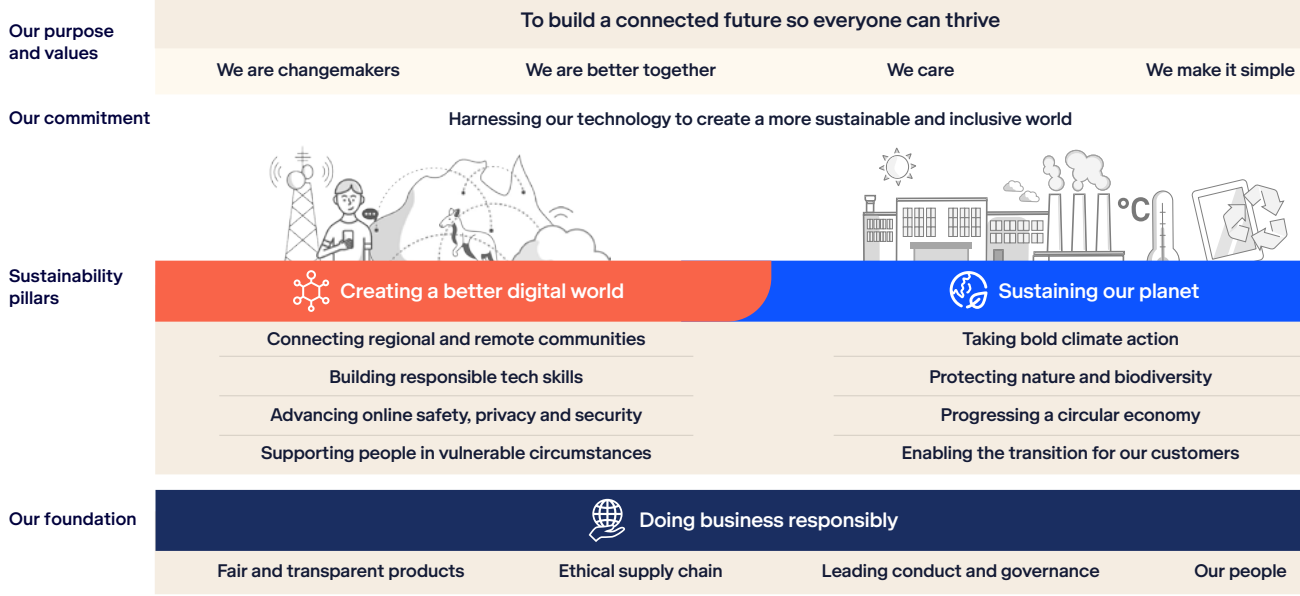 Our purpose
and values
To build a connected future so everyone can thrive
We are changemakers
We are better together
We care
We make it simple
Our commitment
Harnessing our technology to create a more sustainable and inclusive world
°C
Sustainability
pillars
Creating a better digital world
Connecting regional and remote communities
Building responsible tech skills
Advancing online safety, privacy and security
Supporting people in vulnerable circumstances
Sustaining our planet
Taking bold climate action
Protecting nature and biodiversity
Progressing a circular economy
Enabling the transition for our customers
Our foundation
Doing business responsibly
Fair and transparent products
Ethical supply chain
Leading conduct and governance
Our people